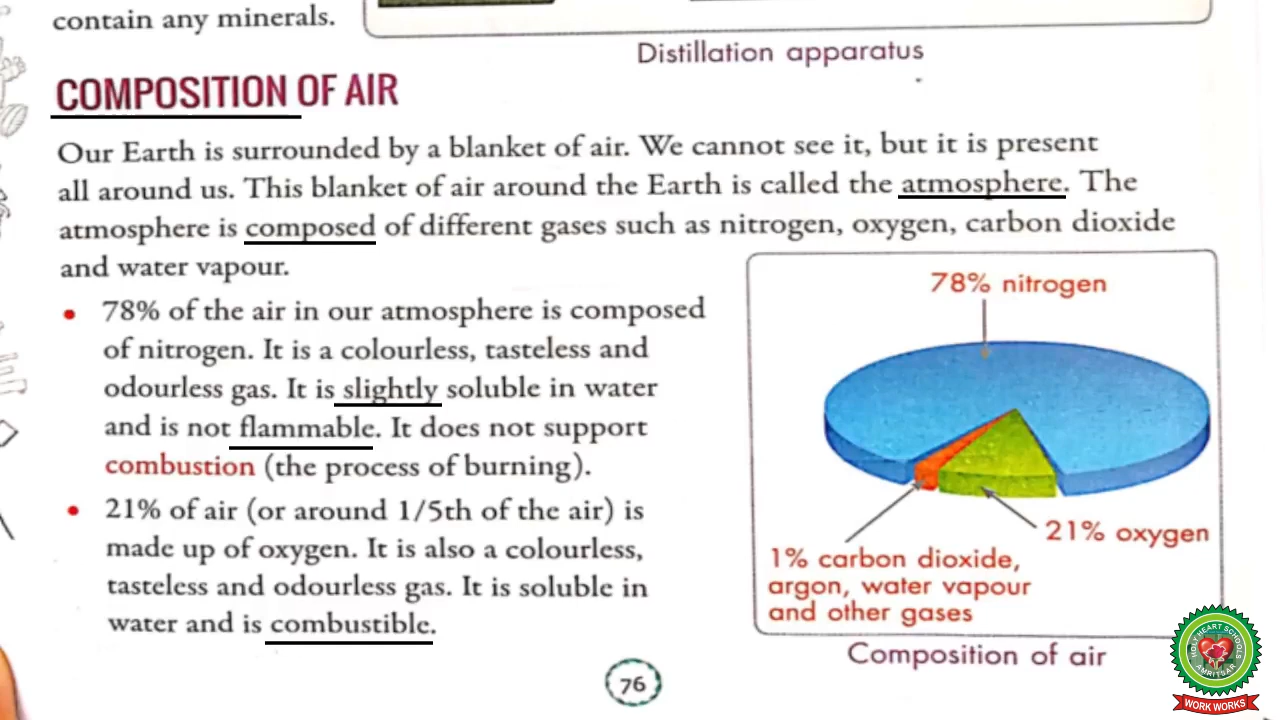 contain any minerals.
Distillation apparatus
COMPOSITION OF AIR
Our Earth is surrounded by a blanket of air. We cannot see it, but it is present
all around us. This blanket of air around the Earth is called the atmosphere. The
atmosphere is composed of different gases such as nitrogen, oxygen, carbon dioxide
and water vapour.
• 78% of the air in our atmosphere is composed
of nitrogen. It is a colourless, tasteless and
odourless gas. It is slightly soluble in water
and is not flammable. It does not support
combustion (the process of burning).
• 21% of air (or around 1/5th of the air) is
made up of oxygen. It is also a colourless,
tasteless and odourless gas. It is soluble in
water and is combustible.
78% nitrogen
21% oxygen
1% carbon dioxide,
argon, water vapour
and other gases
Composition of air
76
HOLY HEART SCHOOLS
AMRITSAR
WORK WORKS